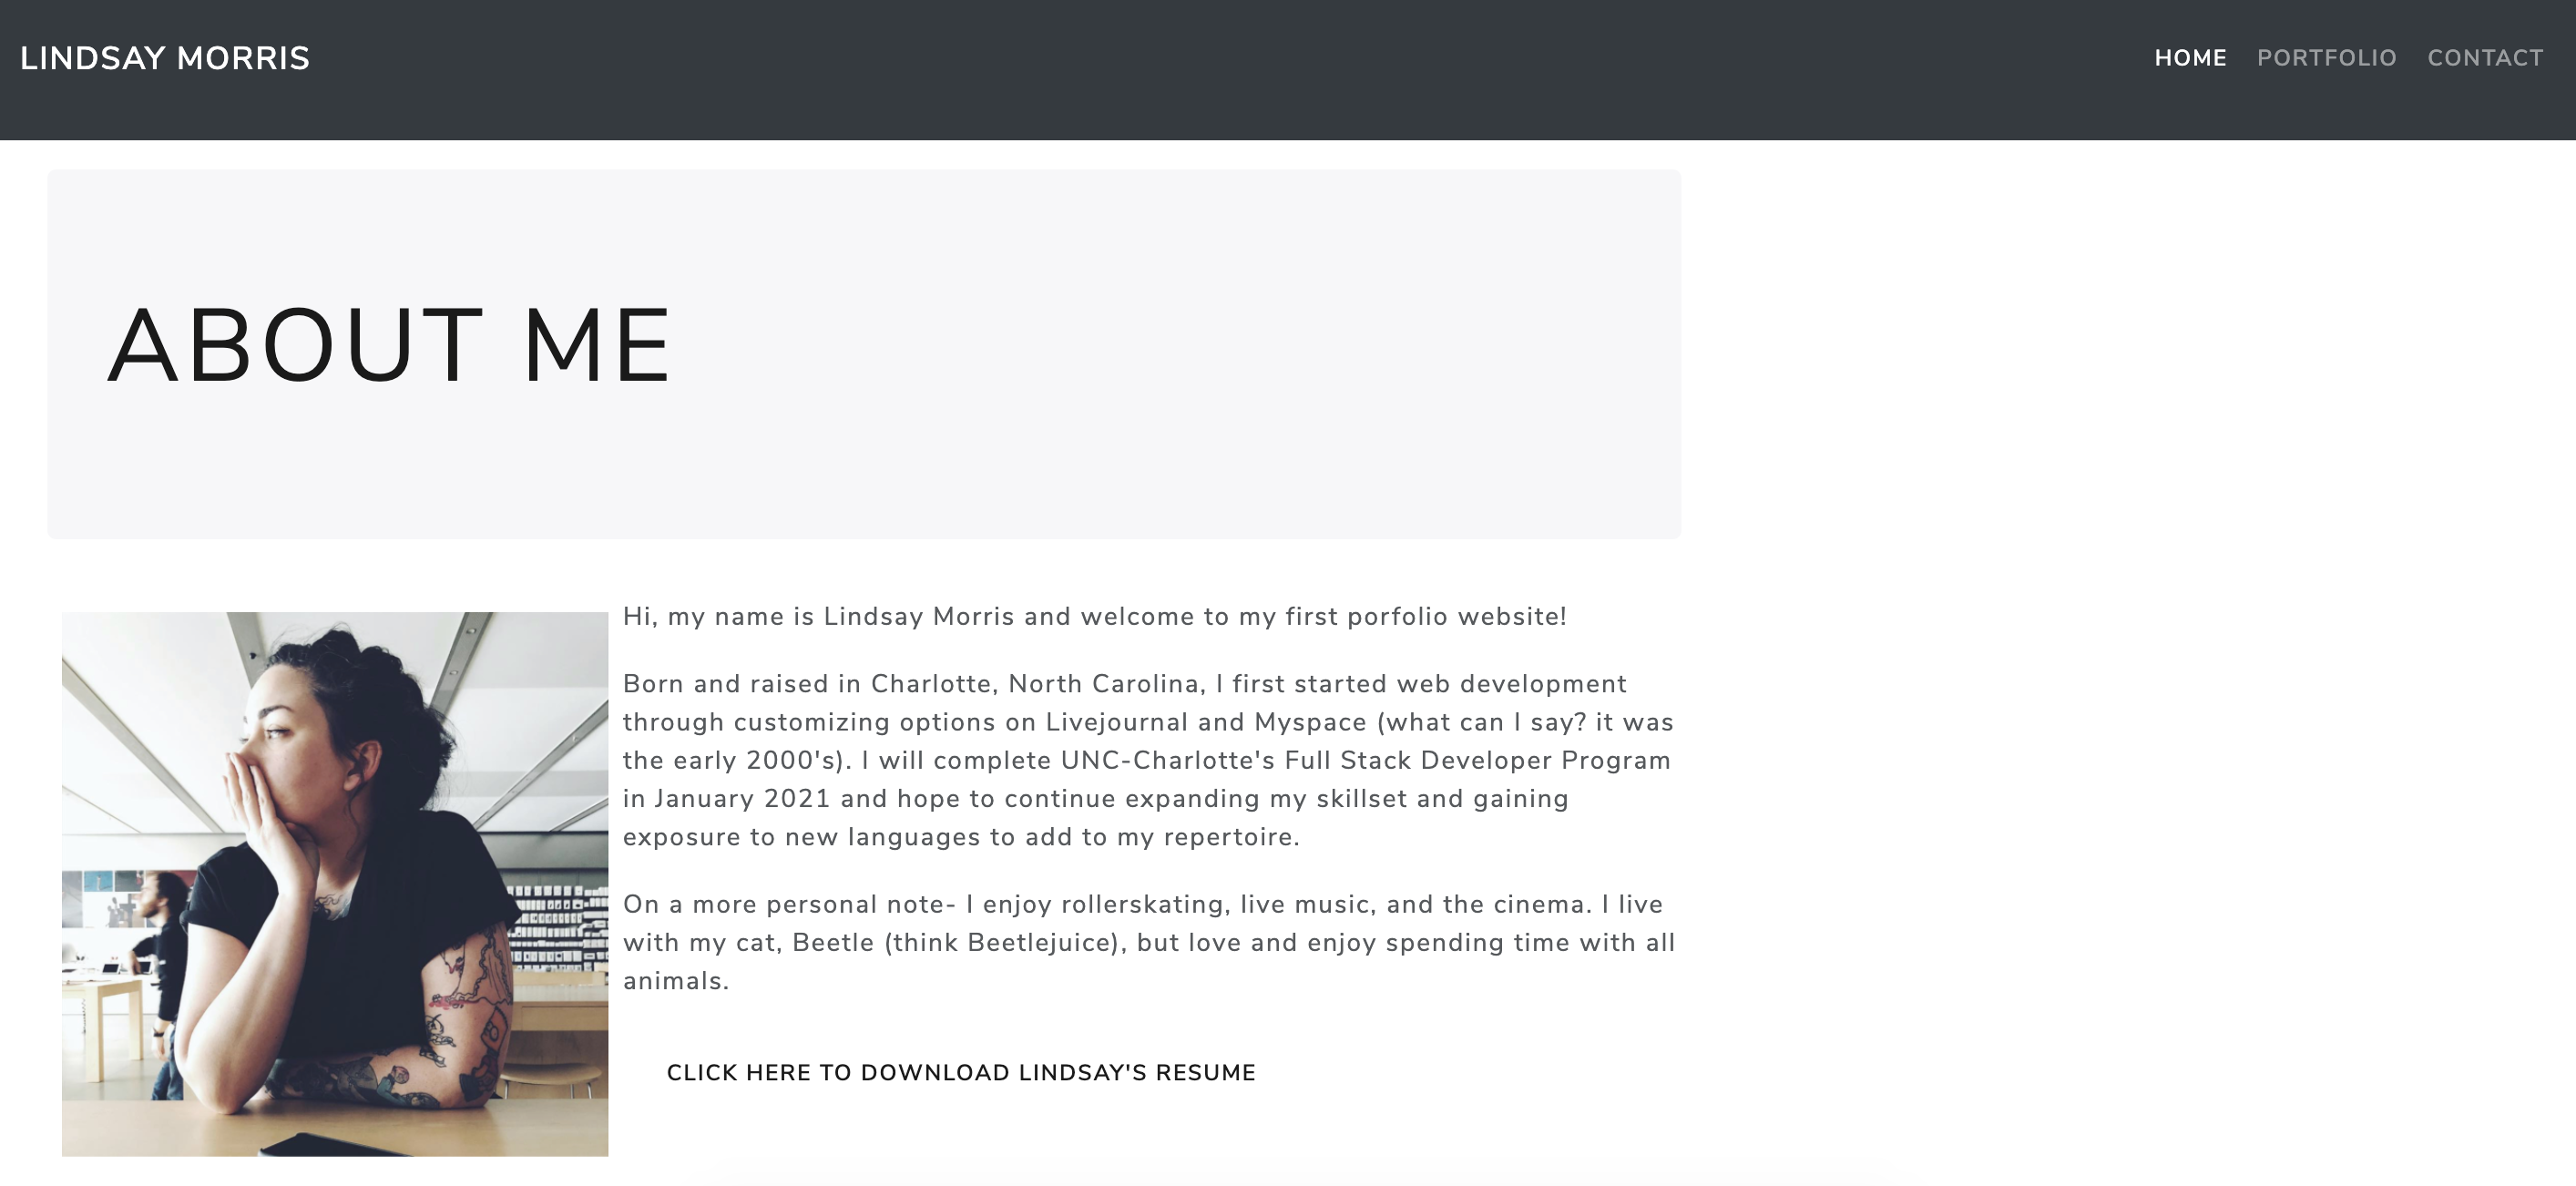 LINDSAY MORRIS
HOME PORTFOLIO CONTACT
ABOUT ME
Hi, my name is Lindsay Morris and welcome to my first porfolio website!
Born and raised in Charlotte, North Carolina, I first started web development
through customizing options on Livejournal and Myspace (what can I say? it was
the early 2000's). I will complete UNC-Charlotte's Full Stack Developer Program
in January 2021 and hope to continue expanding my skillset and gaining
exposure to new languages to add to my repertoire.
On a more personal note- I enjoy rollerskating, live music, and the cinema. I live
with my cat, Beetle (think Beetlejuice), but love and enjoy spending time with all
animals.
CLICK HERE TO DOWNLOAD LINDSAY'S RESUME